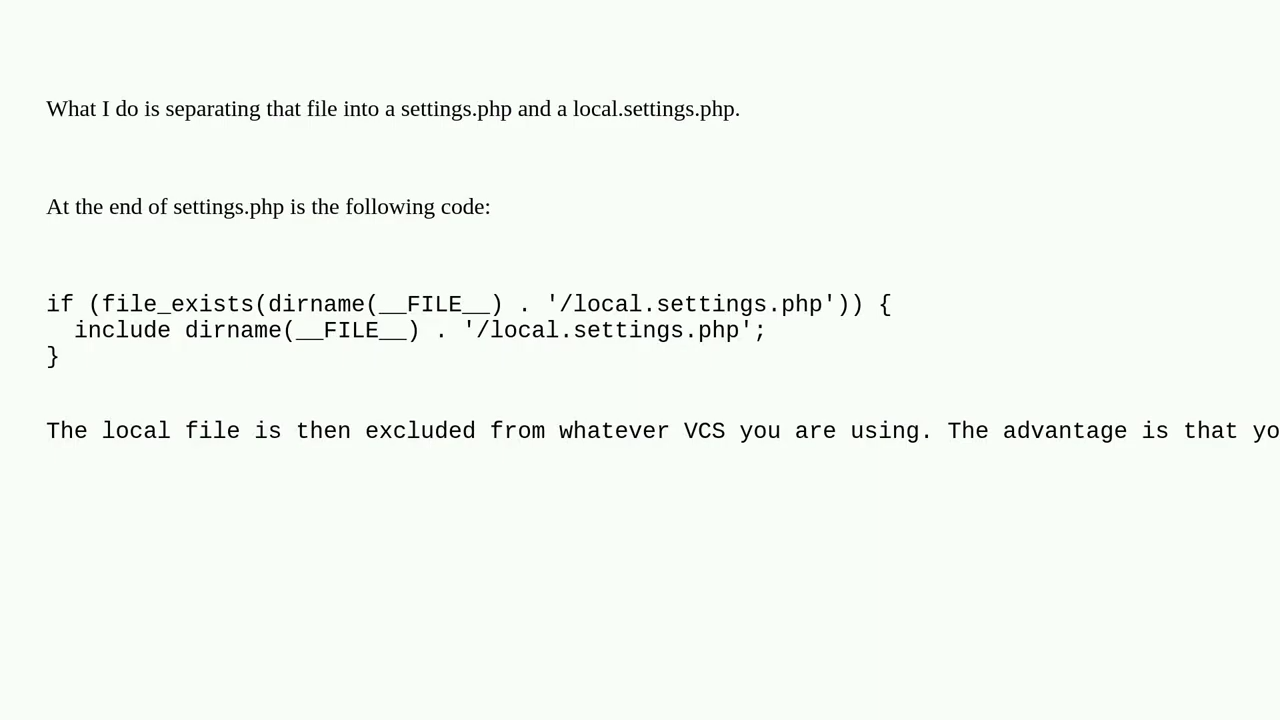 What I do is separating that file into a settings.php and a local.settings.php.
At the end of settings.php is the following code:
if (file_exists(dirname(__FILE__) . '/local.settings.php')) {
  include dirname(__FILE__) . '/local.settings.php';
}
The local file is then excluded from whatever VCS you are using. The advantage is that yo